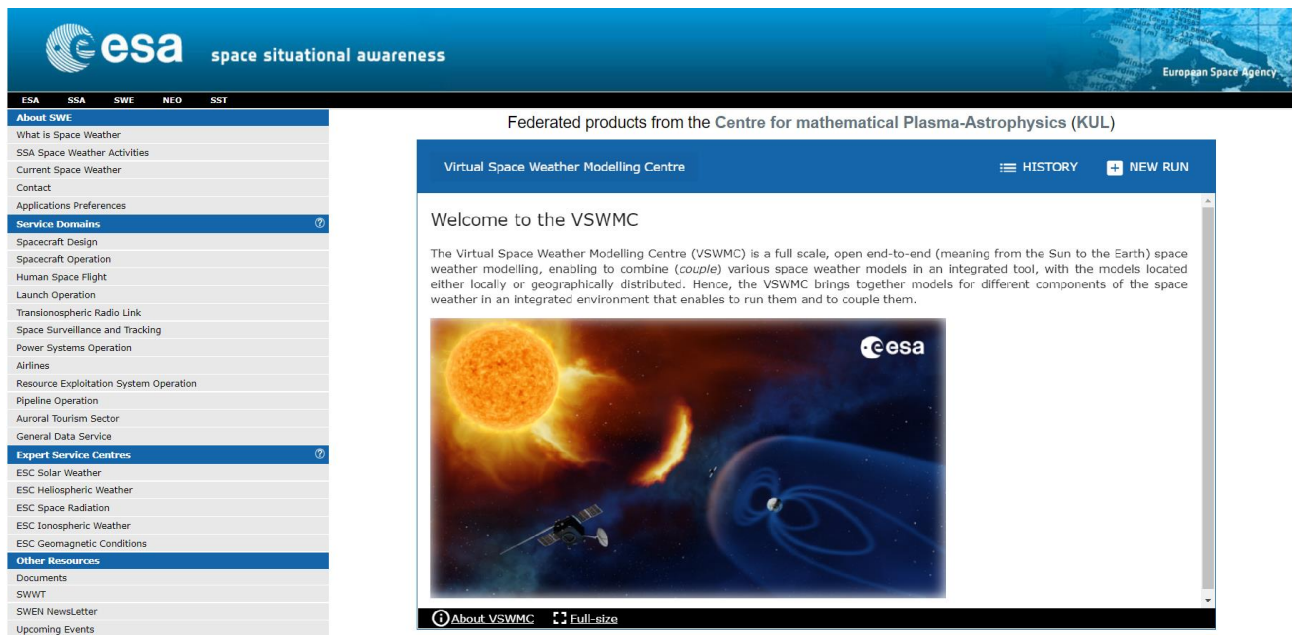 esa space situational awareness
European Space Agency
ESA SSA SWE NEO SST
About SWE
What is Space Weather
SSA Space Weather Activities
Current Space Weather
Contact
Applications Preferences
Service Domains
Spacecraft Design
Spacecraft Operation
Human Space Flight
Launch Operation
Transionospheric Radio Link
Space Surveillance and Tracking
Power Systems Operation
Airlines
Resource Exploitation System Operation
Pipeline Operation
Auroral Tourism Sector
General Data Service
Expert Service Centres
ESC Solar Weather
ESC Heliospheric Weather
ESC Space Radiation
ESC Ionospheric Weather
ESC Geomagnetic Conditions
Other Resources
Documents
SWWT
SWEN NewsLetter
Upcoming Events
Federated products from the Centre for mathematical Plasma-Astrophysics (KUL)
Virtual Space Weather Modelling Centre HISTORY NEW RUN
Welcome to the VSWMC
The Virtual Space Weather Modelling Centre (VSWMC) is a full scale, open end-to-end (meaning from the Sun to the Earth) space
weather modelling, enabling to combine (couple) various space weather models in an integrated tool, with the models located
either locally or geographically distributed. Hence, the VSWMC brings together models for different components of the space
weather in an integrated environment that enables to run them and to couple them.
esa
About VSWMC Full-size